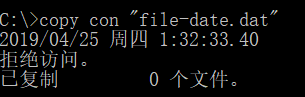 C:\>copy con "file-date.dat"
2019/04/25 周四 1:32:33.40
拒绝访问。
已复制         0 个文件。